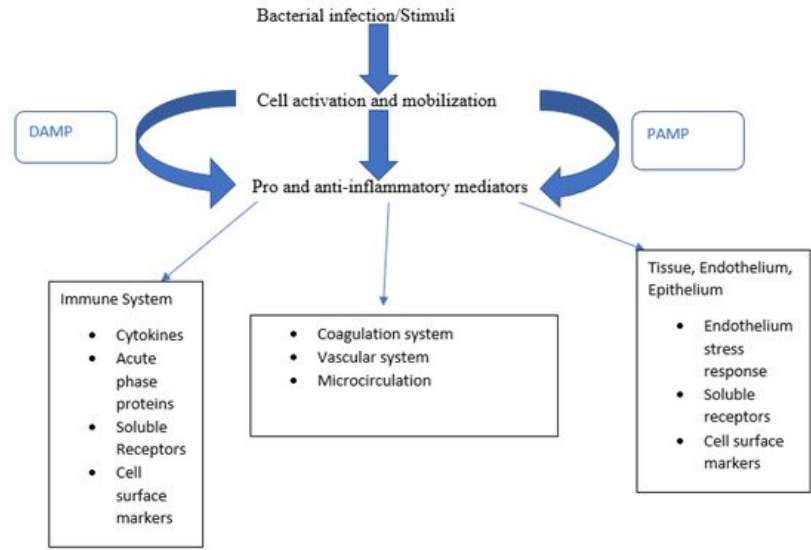 Bacterial infection/Stimuli
Cell activation and mobilization
DAMP
PAMP
Pro and anti-inflammatory mediators
Immune System
• Cytokines
• Acute
phase
proteins
• Soluble
Receptors
• Cell
surface
markers
• Coagulation system
• Vascular system
• Microcirculation
Tissue, Endothelium,
Epithelium
• Endothelium
stress
response
• Soluble
receptors
• Cell surface
markers